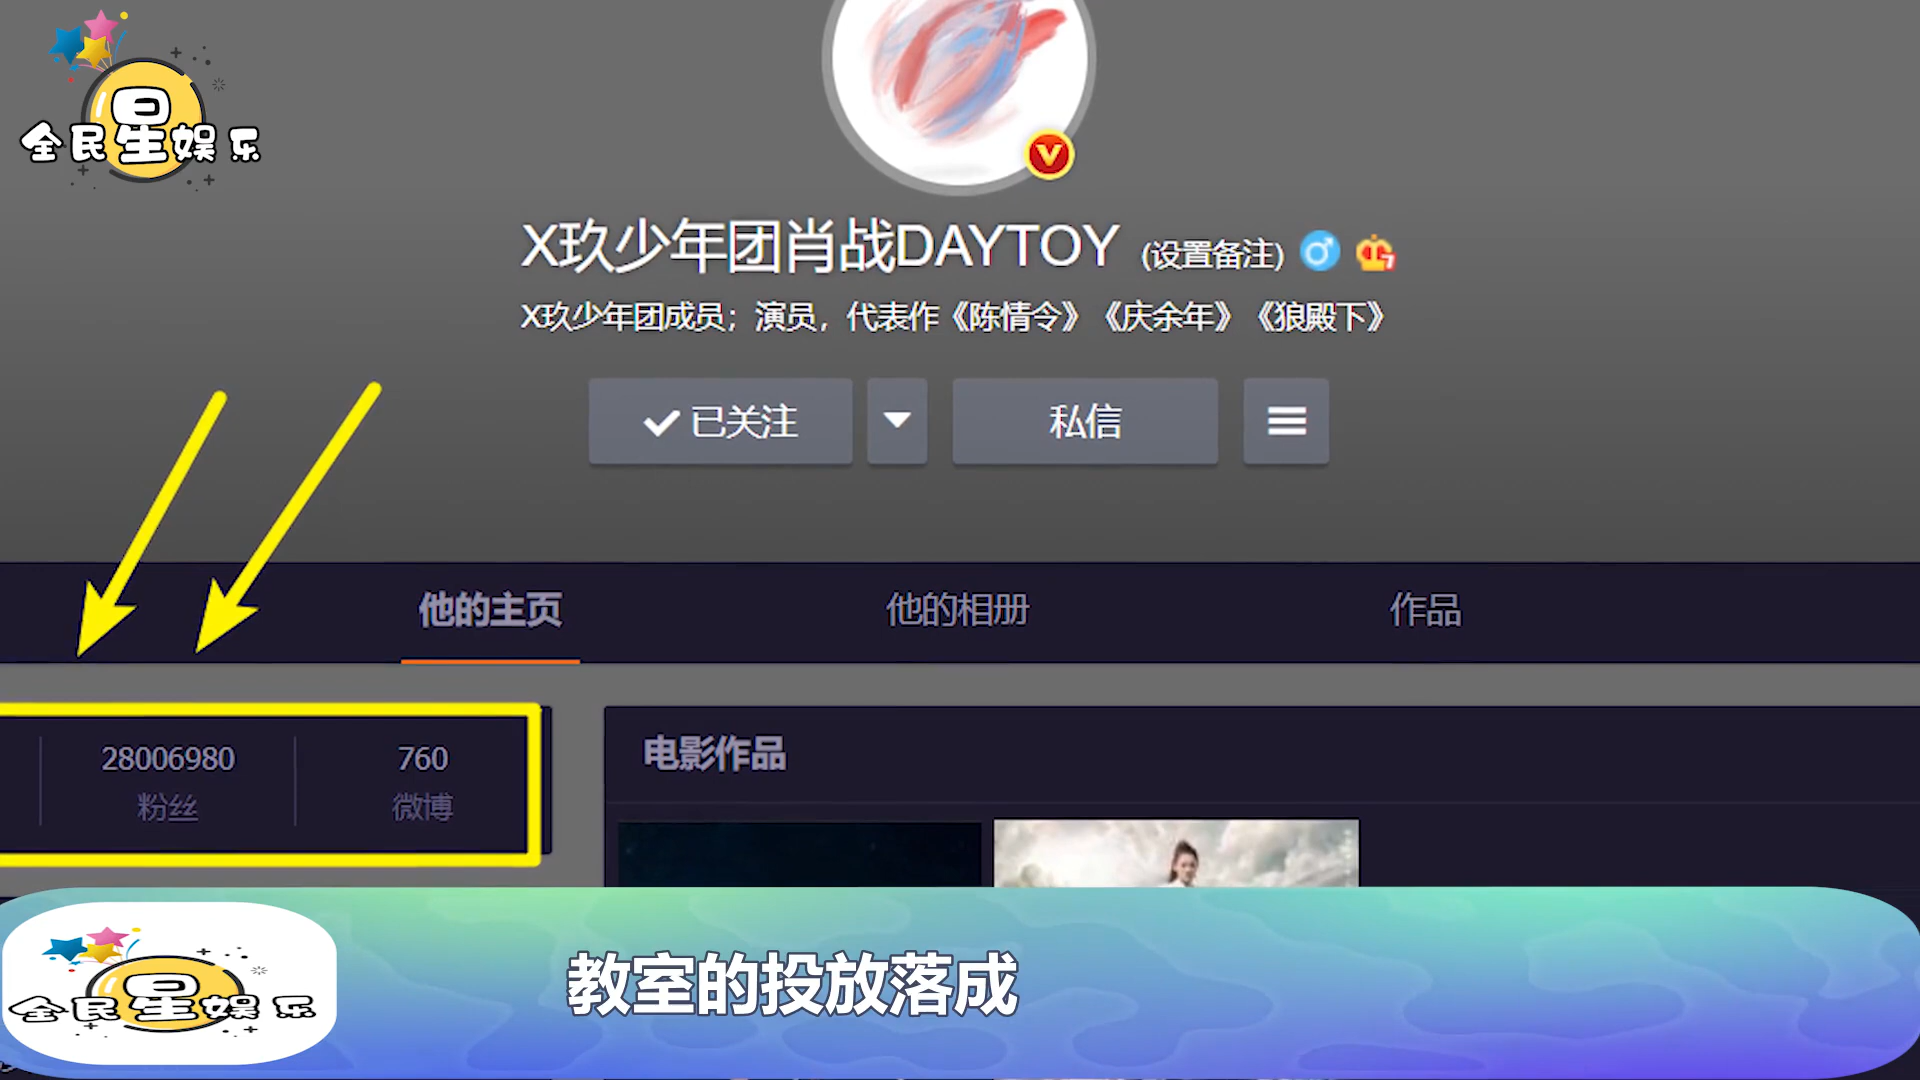 全民星娱乐
X玖少年团肖战DAYTOY (设置备注)
X玖少年团成员；演员，代表作《陈情令》《庆余年》《狼殿下》
已关注
私信
他的主页
他的相册
作品
28006980
粉丝
760
微博
电影作品
全民星娱乐
教室的投放落成